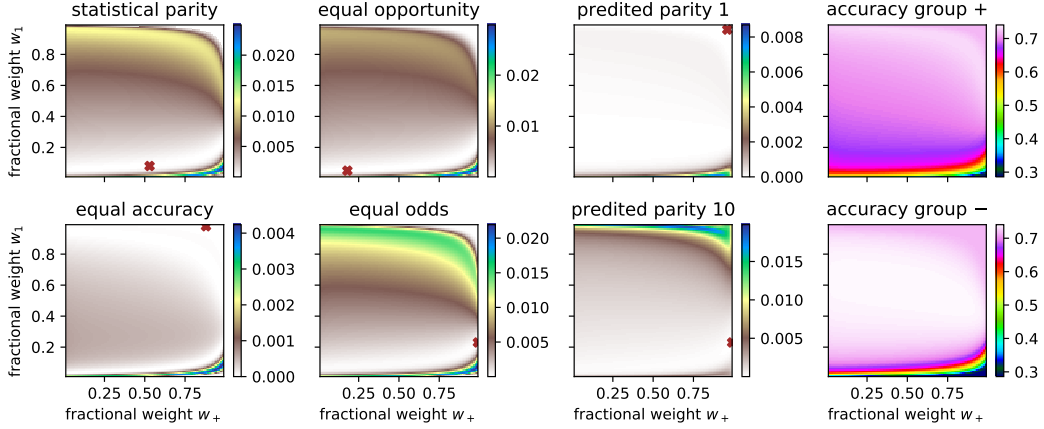 statistical parity
equal opportunity
predited parity 1
accuracy group +
fractional weight w₁
0.8
0.6
0.4
0.2
0.020
0.015
0.010
0.005
0.02
0.01
0.008
0.006
0.004
0.002
0.000
0.7
0.6
0.5
0.4
0.3
equal accuracy
equal odds
predited parity 10
accuracy group −
fractional weight w₁
0.8
0.6
0.4
0.2
0.004
0.003
0.002
0.001
0.000
0.020
0.015
0.010
0.005
0.015
0.010
0.005
0.7
0.6
0.5
0.4
0.3
0.25 0.50 0.75
0.25 0.50 0.75
0.25 0.50 0.75
0.25 0.50 0.75
fractional weight w₊
fractional weight w₊
fractional weight w₊
fractional weight w₊